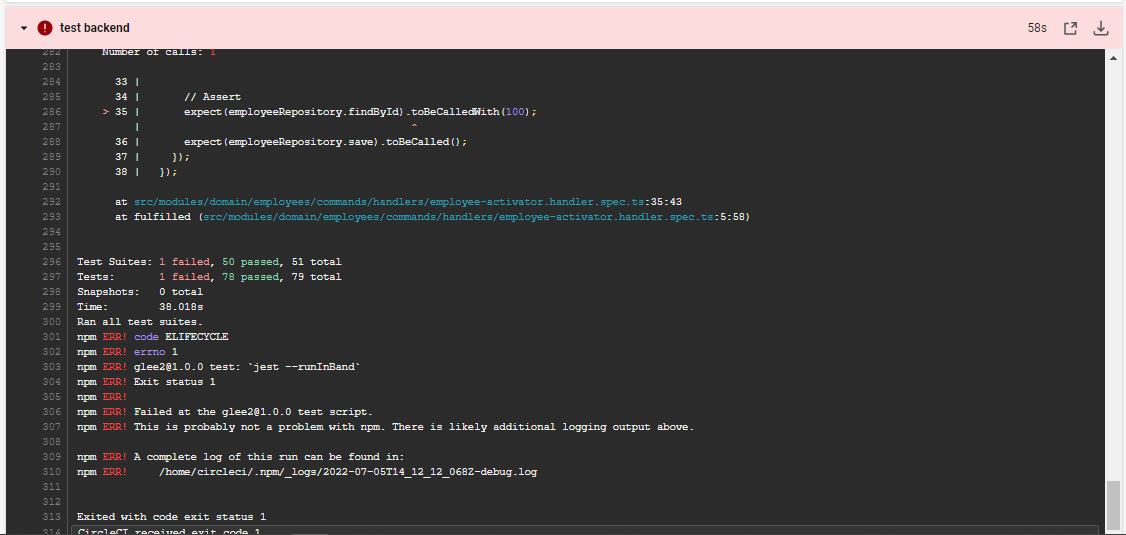 test backend 58s
282 Number of calls: 1
283
284 33 |
285 34 | // Assert
286 > 35 | expect(employeeRepository.findById).toBeCalledWith(100);
287 | ^
288 36 | expect(employeeRepository.save).toBeCalled();
289 37 | });
290 38 | });
291
292 at src/modules/domain/employees/commands/handlers/employee-activator.handler.spec.ts:35:43
293 at fulfilled (src/modules/domain/employees/commands/handlers/employee-activator.handler.spec.ts:5:58)
294
295
296 Test Suites: 1 failed, 50 passed, 51 total
297 Tests: 1 failed, 78 passed, 79 total
298 Snapshots: 0 total
299 Time: 38.018s
300 Ran all test suites.
301 npm ERR! code ELIFECYCLE
302 npm ERR! errno 1
303 npm ERR! glee2@1.0.0 test: `jest --runInBand`
304 npm ERR! Exit status 1
305 npm ERR!
306 npm ERR! Failed at the glee2@1.0.0 test script.
307 npm ERR! This is probably not a problem with npm. There is likely additional logging output above.
308
309 npm ERR! A complete log of this run can be found in:
310 npm ERR! /home/circleci/.npm/_logs/2022-07-05T14_12_12_068Z-debug.log
311
312
313 Exited with code exit status 1
314 CircleCI received exit code 1